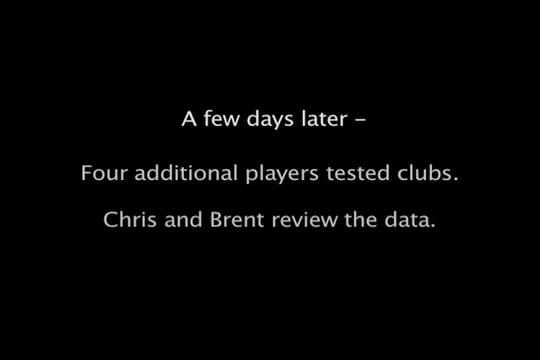 A few days later –
Four additional players tested clubs.
Chris and Brent review the data.